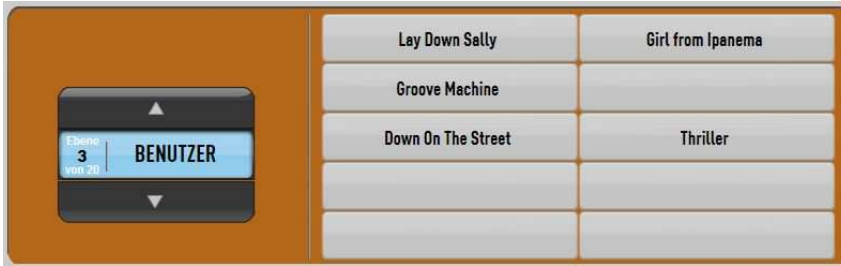 Lay Down Sally
Girl from Ipanema
Groove Machine
Ebene
3
von 20
BENUTZER
Down On The Street
Thriller